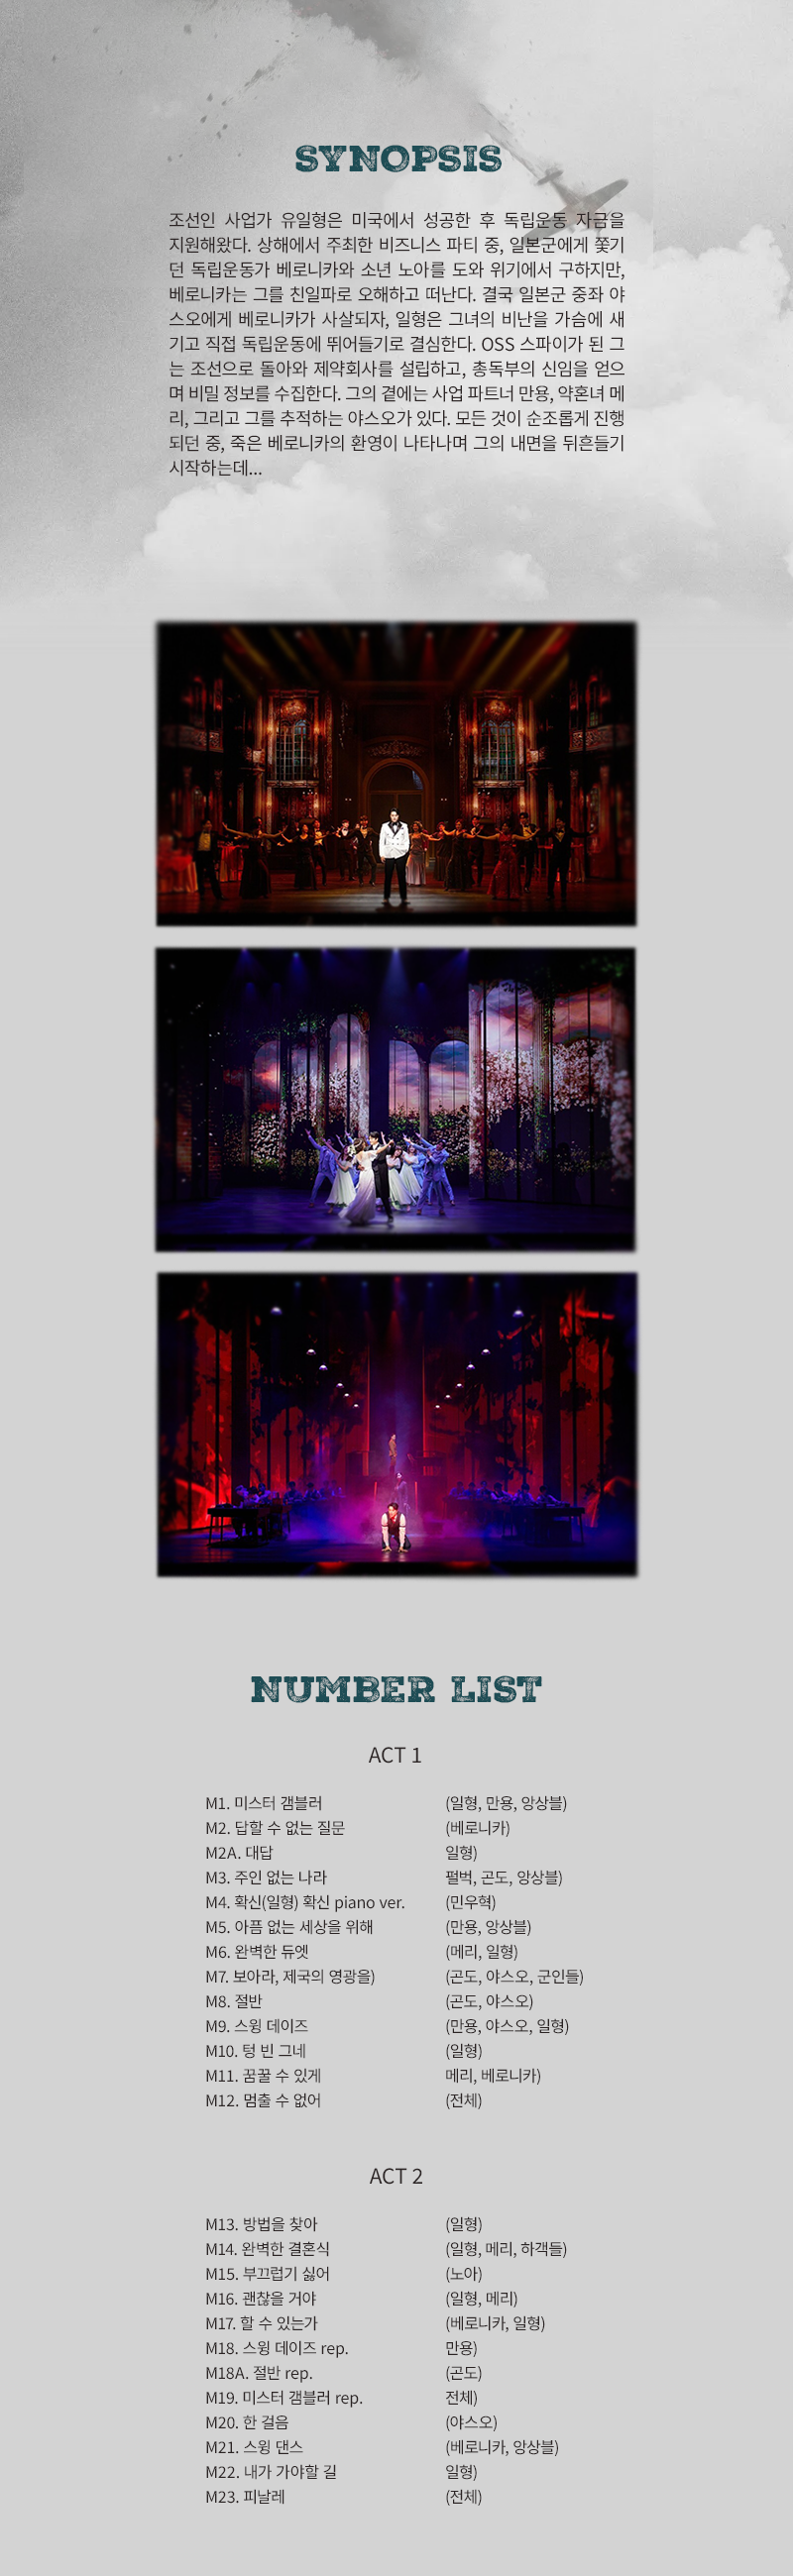 SYNOPSIS
조선인 사업가 유일형은 미국에서 성공한 후 독립운동 자금을
지원해왔다. 상해에서 주최한 비즈니스 파티 중, 일본군에게 쫓기
던 독립운동가 베로니카와 소년 노아를 도와 위기에서 구하지만,
베로니카는 그를 친일파로 오해하고 떠난다. 결국 일본군 중좌 야
스오에게 베로니카가 사살되자, 일형은 그녀의 비난을 가슴에 새
기고 직접 독립운동에 뛰어들기로 결심한다. OSS 스파이가 된 그
는 조선으로 돌아와 제약회사를 설립하고, 총독부의 신임을 얻으
며 비밀 정보를 수집한다. 그의 곁에는 사업 파트너 만용, 약혼녀 메
리, 그리고 그를 추적하는 야스오가 있다. 모든 것이 순조롭게 진행
되던 중, 죽은 베로니카의 환영이 나타나며 그의 내면을 뒤흔들기
시작하는데...
NUMBER LIST
ACT 1
M1. 미스터 갬블러 (일형, 만용, 앙상블)
M2. 답할 수 없는 질문 (베로니카)
M2A. 대답 일형)
M3. 주인 없는 나라 펄벅, 곤도, 앙상블)
M4. 확신(일형) 확신 piano ver. (민우혁)
M5. 아픔 없는 세상을 위해 (만용, 앙상블)
M6. 완벽한 듀엣 (메리, 일형)
M7. 보아라, 제국의 영광을) (곤도, 야스오, 군인들)
M8. 절반 (곤도, 야스오)
M9. 스윙 데이즈 (만용, 야스오, 일형)
M10. 텅 빈 그네 (일형)
M11. 꿈꿀 수 있게 메리, 베로니카)
M12. 멈출 수 없어 (전체)
ACT 2
M13. 방법을 찾아 (일형)
M14. 완벽한 결혼식 (일형, 메리, 하객들)
M15. 부끄럽기 싫어 (노아)
M16. 괜찮을 거야 (일형, 메리)
M17. 할 수 있는가 (베로니카, 일형)
M18. 스윙 데이즈 rep. 만용)
M18A. 절반 rep. (곤도)
M19. 미스터 갬블러 rep. 전체)
M20. 한 걸음 (야스오)
M21. 스윙 댄스 (베로니카, 앙상블)
M22. 내가 가야할 길 일형)
M23. 피날레 (전체)